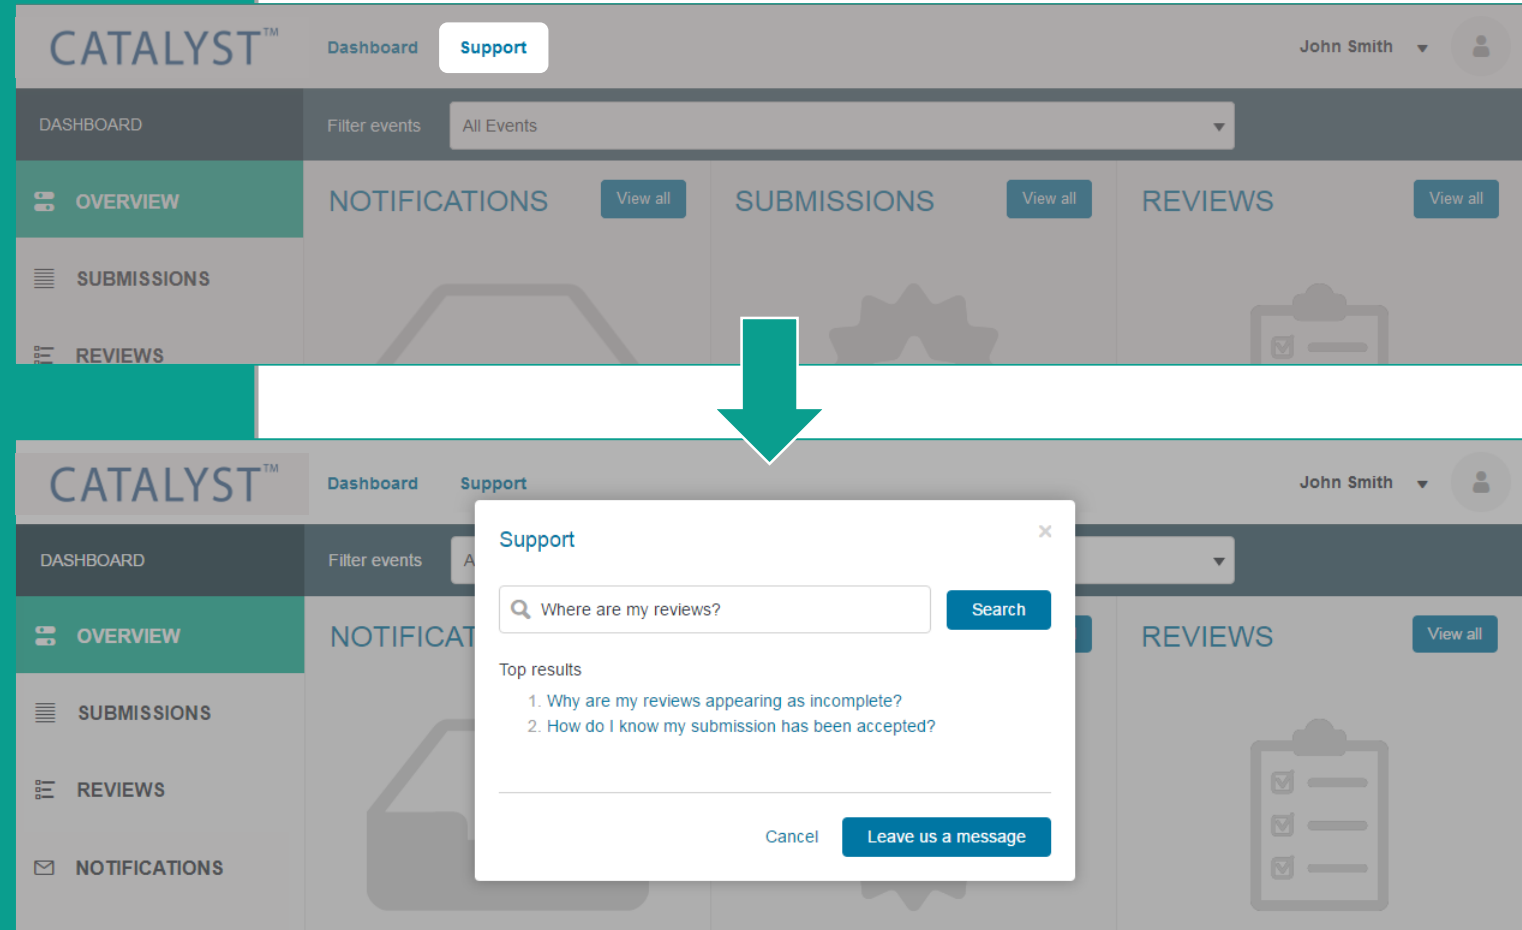 CATALYST™ Dashboard Support John Smith
DASHBOARD Filter events All Events
OVERVIEW NOTIFICATIONS View all SUBMISSIONS View all REVIEWS View all
SUBMISSIONS
REVIEWS
CATALYST™ Dashboard Support John Smith
DASHBOARD Filter events A
Support
×
Where are my reviews? Search
OVERVIEW NOTIFICAT REVIEWS View all
Top results
1. Why are my reviews appearing as incomplete?
2. How do I know my submission has been accepted?
SUBMISSIONS
REVIEWS
Cancel Leave us a message
NOTIFICATIONS